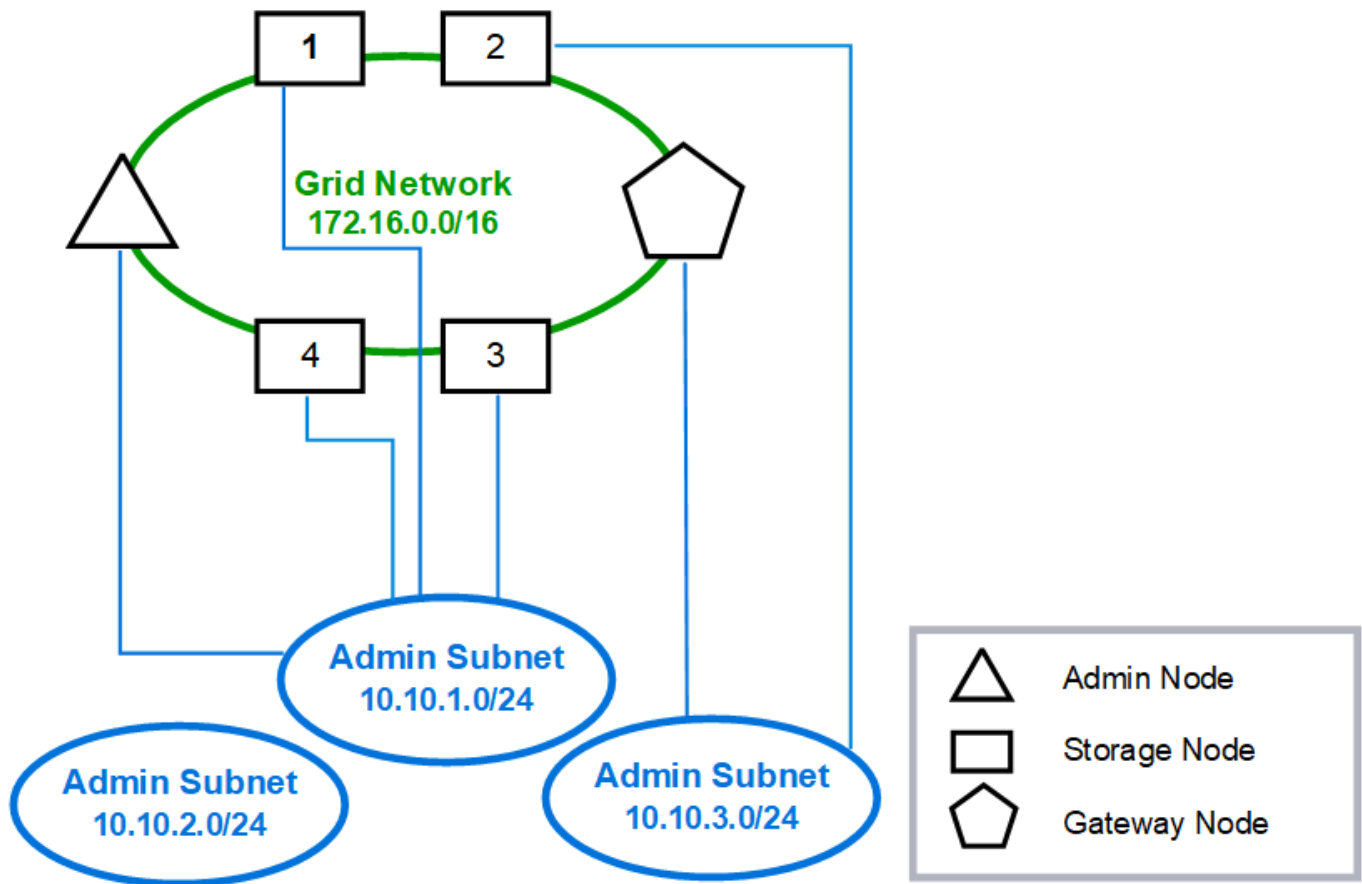 1
2
Grid Network
172.16.0.0/16
4
3
Admin Subnet
10.10.1.0/24
Admin Subnet
10.10.2.0/24
Admin Subnet
10.10.3.0/24
Admin Node
Storage Node
Gateway Node